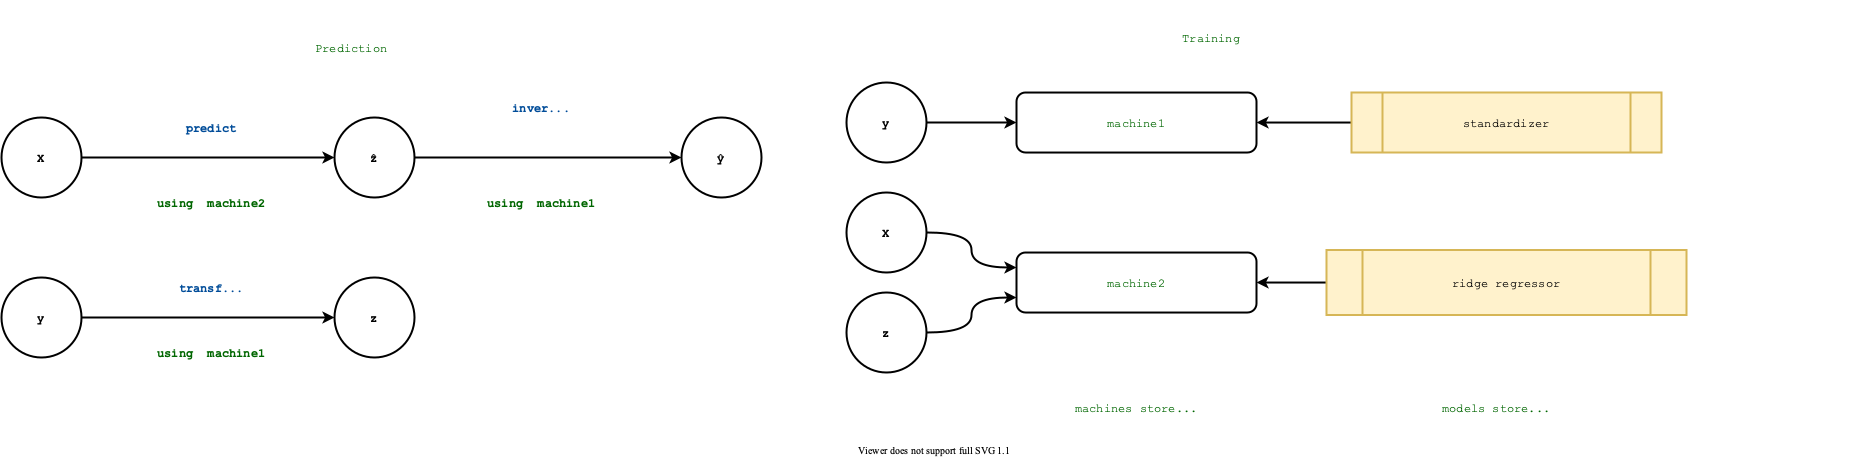 Prediction
predict
inver...
X
ẑ
ŷ
using machine2
using machine1
transf...
y
z
using machine1
Training
y
machine1
standardizer
X
machine2
ridge regressor
z
machines store...
models store...
Viewer does not support full SVG 1.1